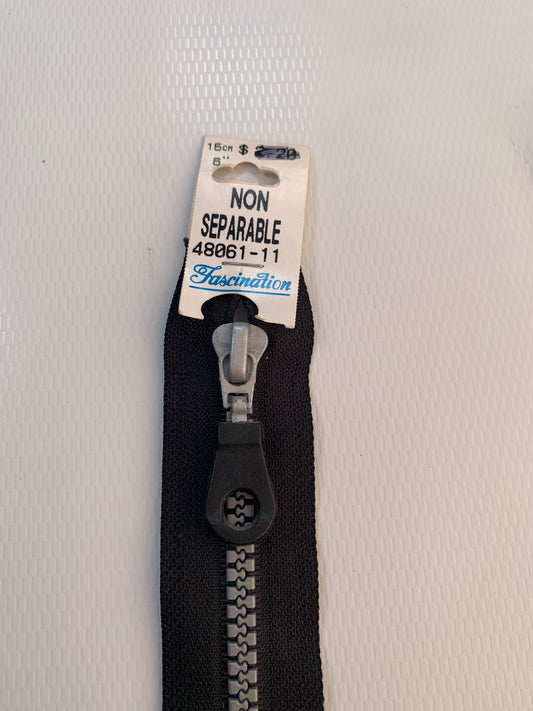 15CM $
6"
NON
SEPARABLE
48061-11
Fascination